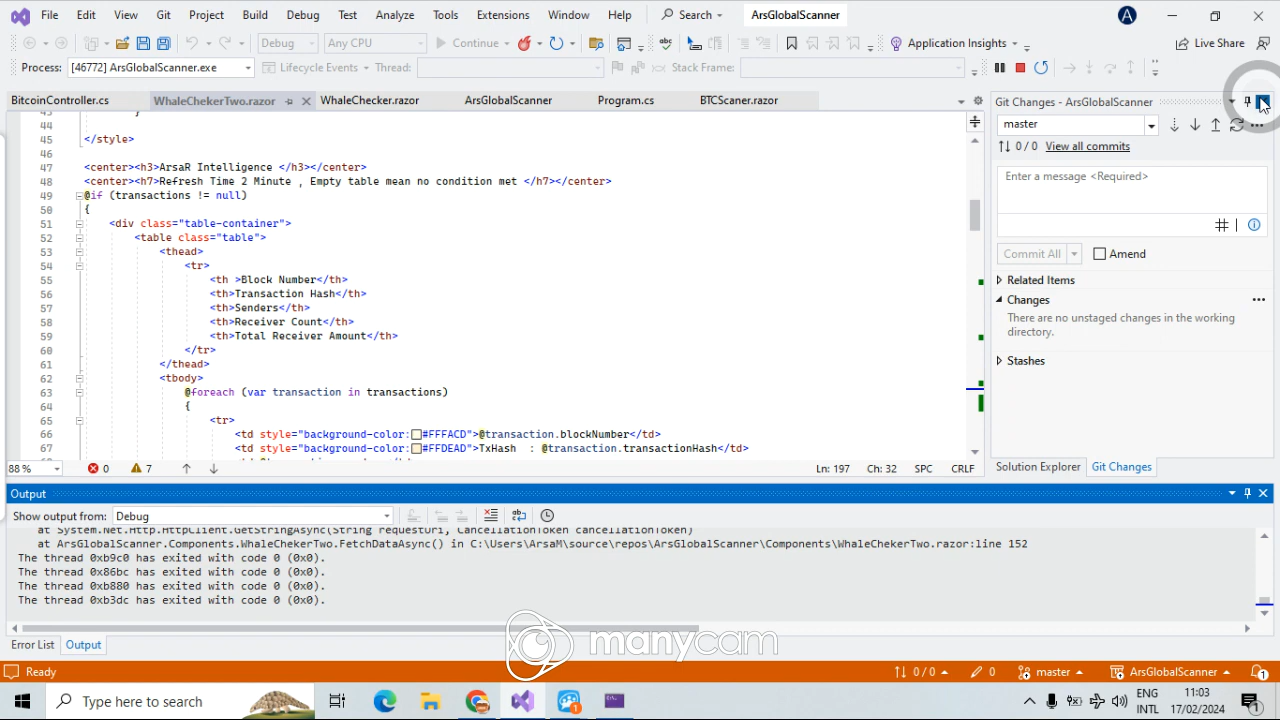 File Edit View Git Project Build Debug Test Analyze Tools Extensions Window Help Search ArsGlobalScanner A
Debug Any CPU Continue Application Insights Live Share
Process: [46772] ArsGlobalScanner.exe Lifecycle Events Thread: Stack Frame:
BitcoinController.cs WhaleChekerTwo.razor WhaleChecker.razor ArsGlobalScanner Program.cs BTCScaner.razor
Git Changes - ArsGlobalScanner
master
0 / 0 View all commits
Enter a message <Required>
Commit All Amend
Related Items
Changes
There are no unstaged changes in the working
directory.
Stashes
44 }
45 </style>
46
47 <center><h3>ArsaR Intelligence </h3></center>
48 <center><h7>Refresh Time 2 Minute , Empty table mean no condition met </h7></center>
49 @if (transactions != null)
50 {
51 <div class="table-container">
52 <table class="table">
53 <thead>
54 <tr>
55 <th >Block Number</th>
56 <th>Transaction Hash</th>
57 <th>Senders</th>
58 <th>Receiver Count</th>
59 <th>Total Receiver Amount</th>
60 </tr>
61 </thead>
62 <tbody>
63 @foreach (var transaction in transactions)
64 {
65 <tr>
66 <td style="background-color:#FFFACD">@transaction.blockNumber</td>
67 <td style="background-color:#FFDEAD">TxHash : @transaction.transactionHash</td>
88 % 0 7 Ln: 197 Ch: 32 SPC CRLF
Solution Explorer Git Changes
Output
Show output from: Debug
at System.Net.Http.HttpClient.GetStringAsync(String requestUri, CancellationToken cancellationToken)
at ArsGlobalScanner.Components.WhaleChekerTwo.FetchDataAsync() in C:\Users\ArsaM\source\repos\ArsGlobalScanner\Components\WhaleChekerTwo.razor:line 152
The thread 0xb9c0 has exited with code 0 (0x0).
The thread 0x86bc has exited with code 0 (0x0).
The thread 0xb880 has exited with code 0 (0x0).
The thread 0xb3dc has exited with code 0 (0x0).
manycam
Error List Output
Ready 0 / 0 0 master ArsGlobalScanner 1
Type here to search 1 ENG 11:03
INTL 17/02/2024 1